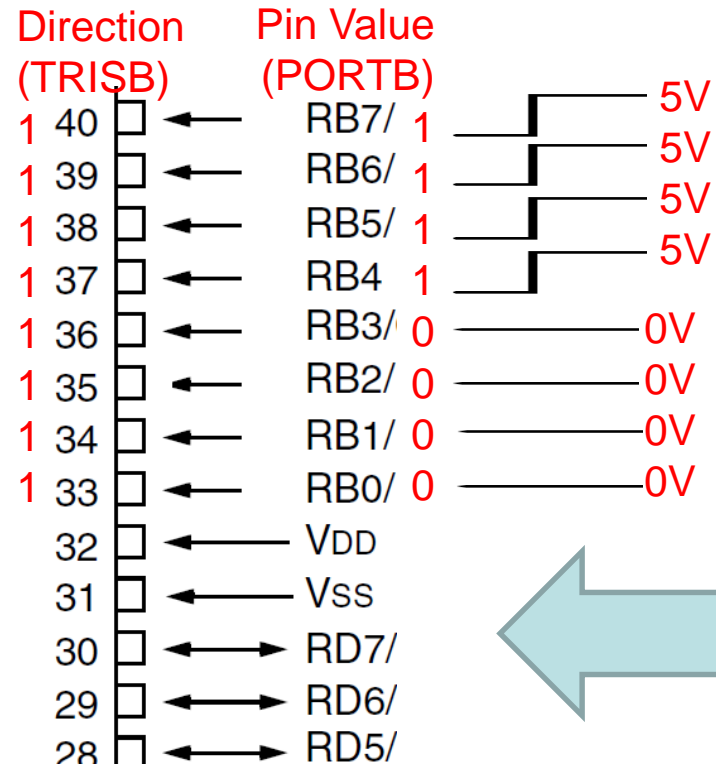 Direction Pin Value
(TRISB) (PORTB)
1 40 RB7/ 1 5V
1 39 RB6/ 1 5V
1 38 RB5/ 1 5V
1 37 RB4 1 5V
1 36 RB3/ 0 0V
1 35 RB2/ 0 0V
1 34 RB1/ 0 0V
1 33 RB0/ 0 0V
32 VDD
31 VSS
30 RD7/
29 RD6/
28 RD5/